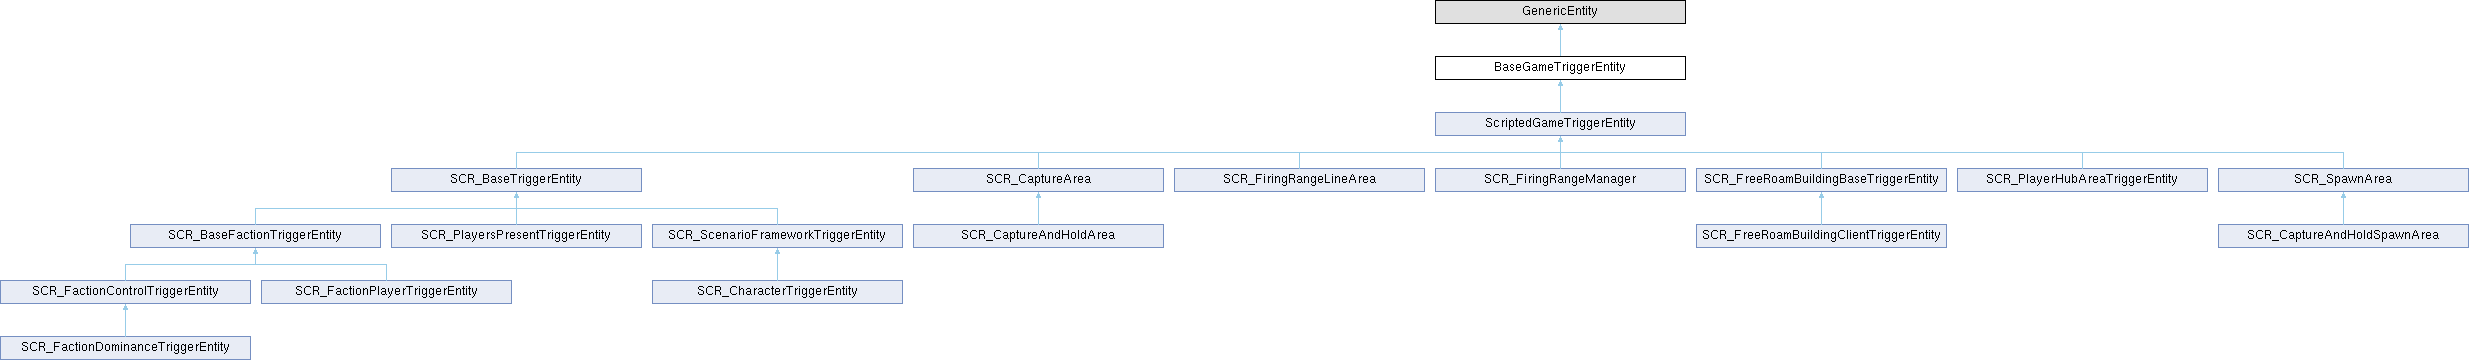 GenericEntity
BaseGameTriggerEntity
ScriptedGameTriggerEntity
SCR_BaseTriggerEntity
SCR_CaptureArea
SCR_FiringRangeLineArea
SCR_FiringRangeManager
SCR_FreeRoamBuildingBaseTriggerEntity
SCR_PlayerHubAreaTriggerEntity
SCR_SpawnArea
SCR_BaseFactionTriggerEntity
SCR_PlayersPresentTriggerEntity
SCR_ScenarioFrameworkTriggerEntity
SCR_CaptureAndHoldArea
SCR_FreeRoamBuildingClientTriggerEntity
SCR_CaptureAndHoldSpawnArea
SCR_FactionControlTriggerEntity
SCR_FactionPlayerTriggerEntity
SCR_CharacterTriggerEntity
SCR_FactionDominanceTriggerEntity